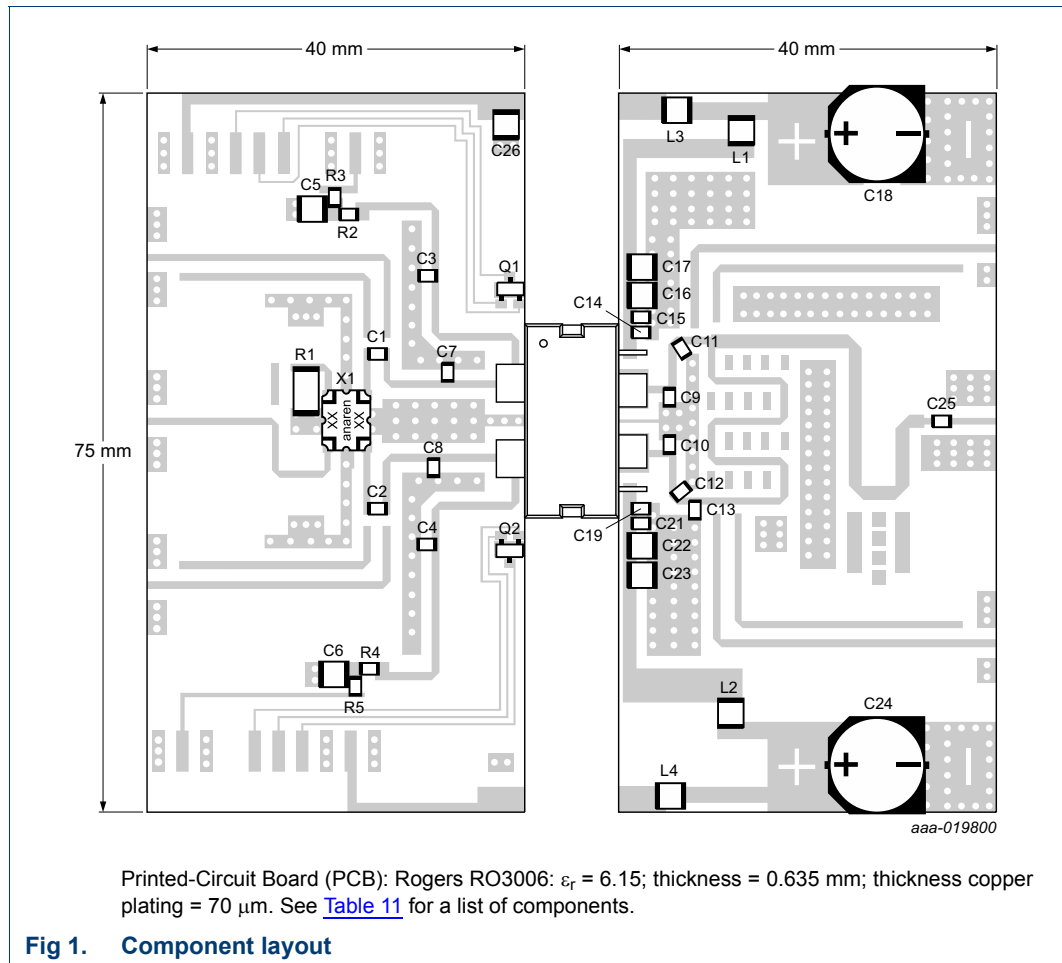 40 mm
40 mm
75 mm
C26
L3
L1
+
−
C18
R3
C5
R2
C3
Q1
C17
C16
C14
C15
C11
C1
R1
X1
C7
XX
anaren
XX
C9
C25
C10
C8
C2
C12
C13
C4
Q2
C19
C21
C22
C23
C6
R4
R5
L2
C24
+
−
L4
aaa-019800
Printed-Circuit Board (PCB): Rogers RO3006: εr = 6.15; thickness = 0.635 mm; thickness copper
plating = 70 μm. See Table 11 for a list of components.
Fig 1. Component layout